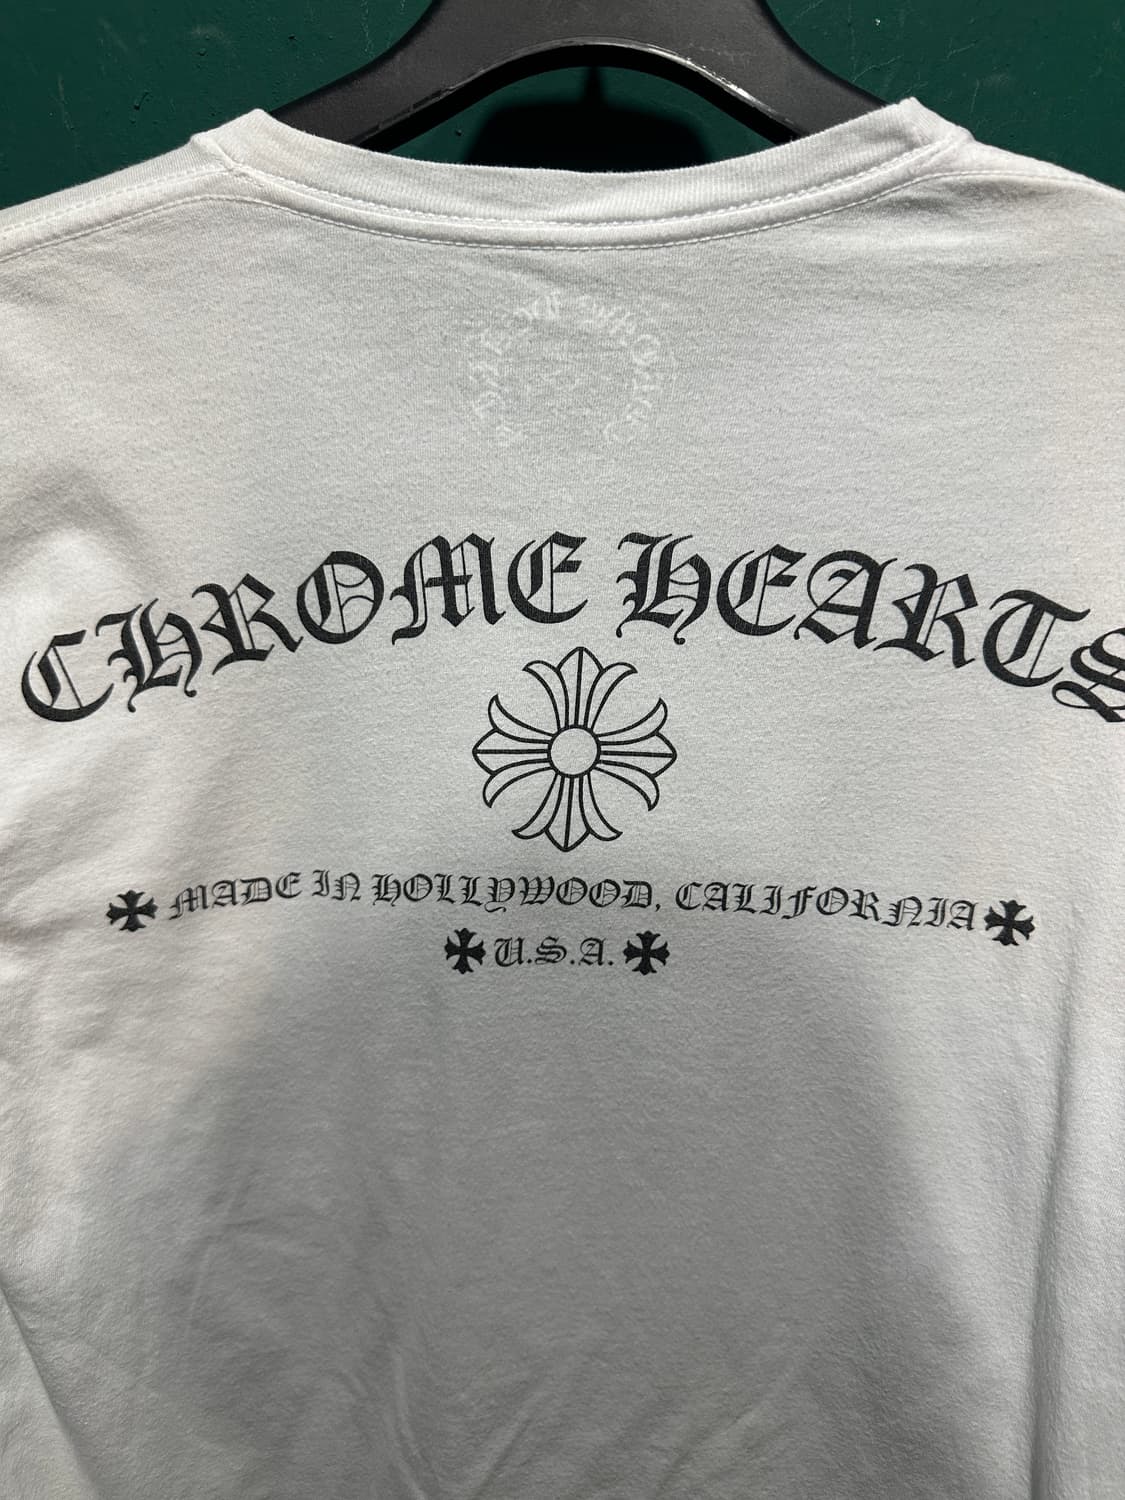 CHROME HEARTS
MADE IN HOLLYWOOD, CALIFORNIA
U.S.A.